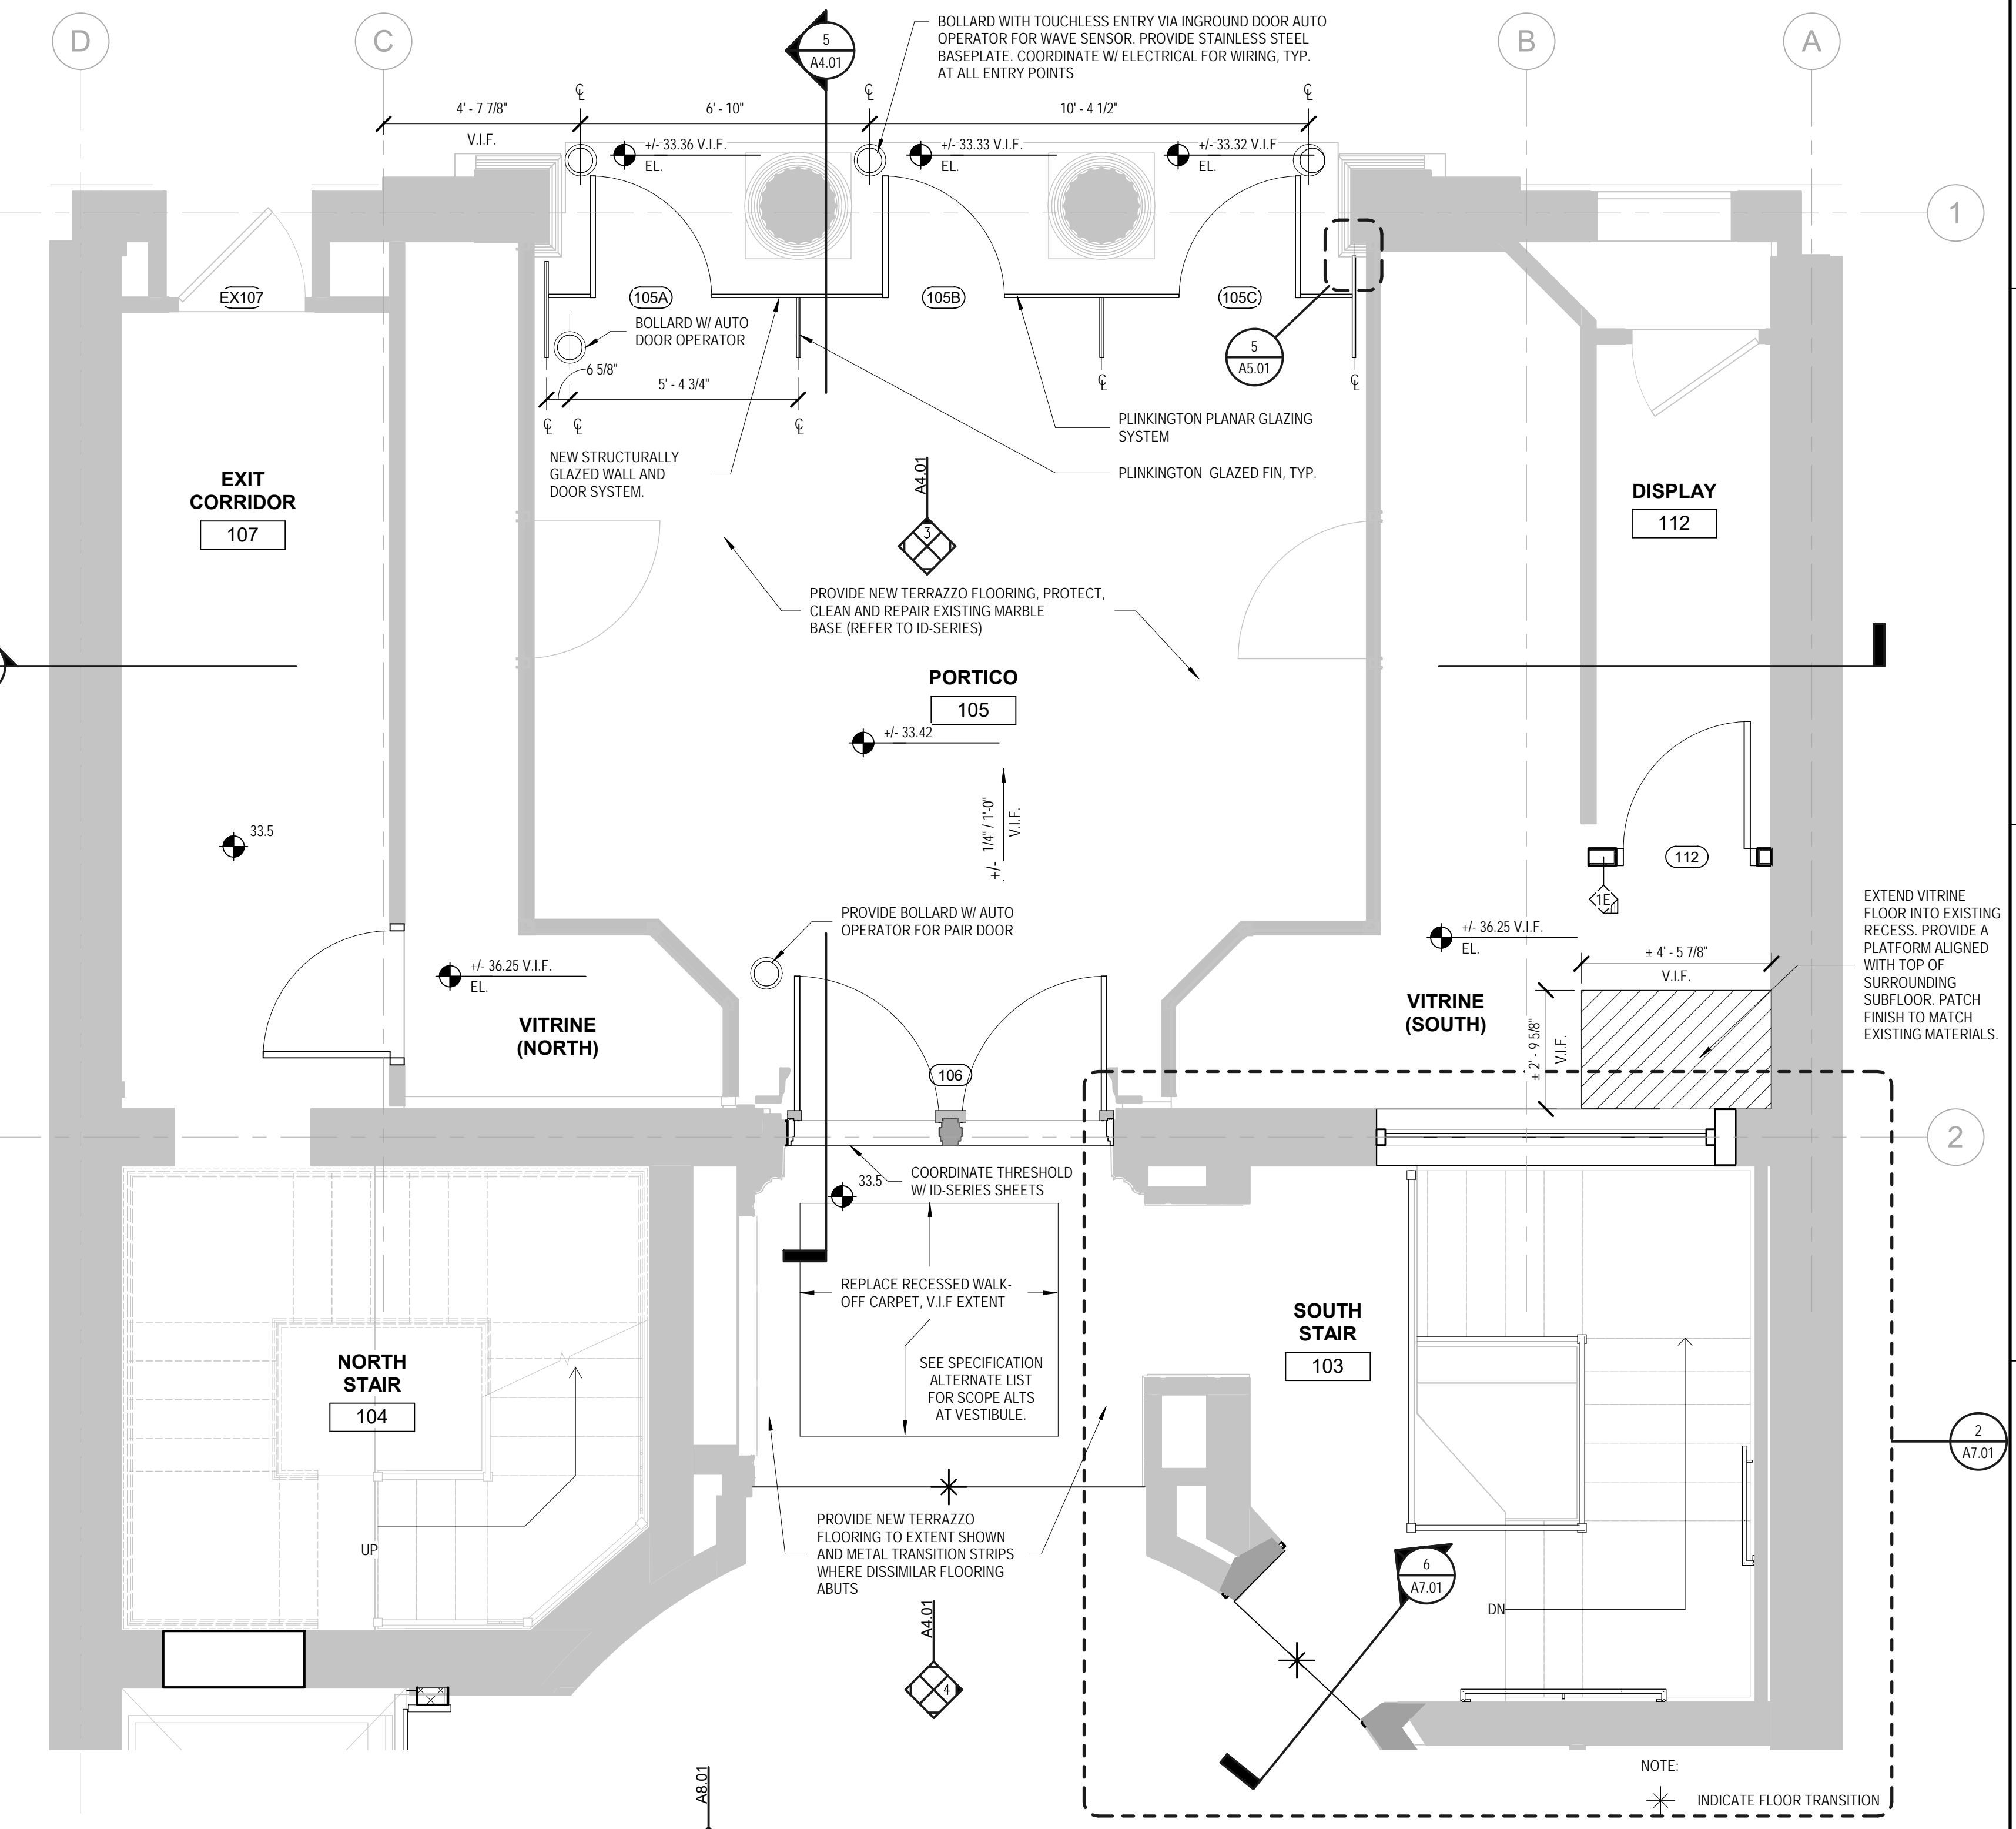 D
C
B
A
5
A4.01
BOLLARD WITH TOUCHLESS ENTRY VIA INGROUND DOOR AUTO
OPERATOR FOR WAVE SENSOR. PROVIDE STAINLESS STEEL
BASEPLATE. COORDINATE W/ ELECTRICAL FOR WIRING, TYP.
AT ALL ENTRY POINTS
℄
℄
℄
4' - 7 7/8"
6' - 10"
10' - 4 1/2"
V.I.F.
+/- 33.36 V.I.F.
EL.
+/- 33.33 V.I.F.
EL.
+/- 33.32 V.I.F
EL.
1
EX107
105A
105B
105C
BOLLARD W/ AUTO
DOOR OPERATOR
6 5/8"
5' - 4 3/4"
5
A5.01
℄
℄
℄
℄
℄
PLINKINGTON PLANAR GLAZING
SYSTEM
PLINKINGTON GLAZED FIN, TYP.
NEW STRUCTURALLY
GLAZED WALL AND
DOOR SYSTEM.
A4.01
3
EXIT
CORRIDOR
107
DISPLAY
112
PROVIDE NEW TERRAZZO FLOORING, PROTECT,
CLEAN AND REPAIR EXISTING MARBLE
BASE (REFER TO ID-SERIES)
PORTICO
105
+/- 33.42
+/- 1/4" / 1'-0"
V.I.F.
33.5
112
1E
EXTEND VITRINE
FLOOR INTO EXISTING
RECESS. PROVIDE A
PLATFORM ALIGNED
WITH TOP OF
SURROUNDING
SUBFLOOR. PATCH
FINISH TO MATCH
EXISTING MATERIALS.
PROVIDE BOLLARD W/ AUTO
OPERATOR FOR PAIR DOOR
+/- 36.25 V.I.F.
EL.
+/- 36.25 V.I.F.
EL.
± 4' - 5 7/8"
V.I.F.
± 2' - 9 5/8"
V.I.F.
VITRINE
(NORTH)
VITRINE
(SOUTH)
106
2
COORDINATE THRESHOLD
W/ ID-SERIES SHEETS
33.5
REPLACE RECESSED WALK-
OFF CARPET, V.I.F EXTENT
SEE SPECIFICATION
ALTERNATE LIST
FOR SCOPE ALTS
AT VESTIBULE.
NORTH
STAIR
104
SOUTH
STAIR
103
2
A7.01
UP
PROVIDE NEW TERRAZZO
FLOORING TO EXTENT SHOWN
AND METAL TRANSITION STRIPS
WHERE DISSIMILAR FLOORING
ABUTS
6
A7.01
DN
A4.01
4
A8.01
NOTE:
INDICATE FLOOR TRANSITION